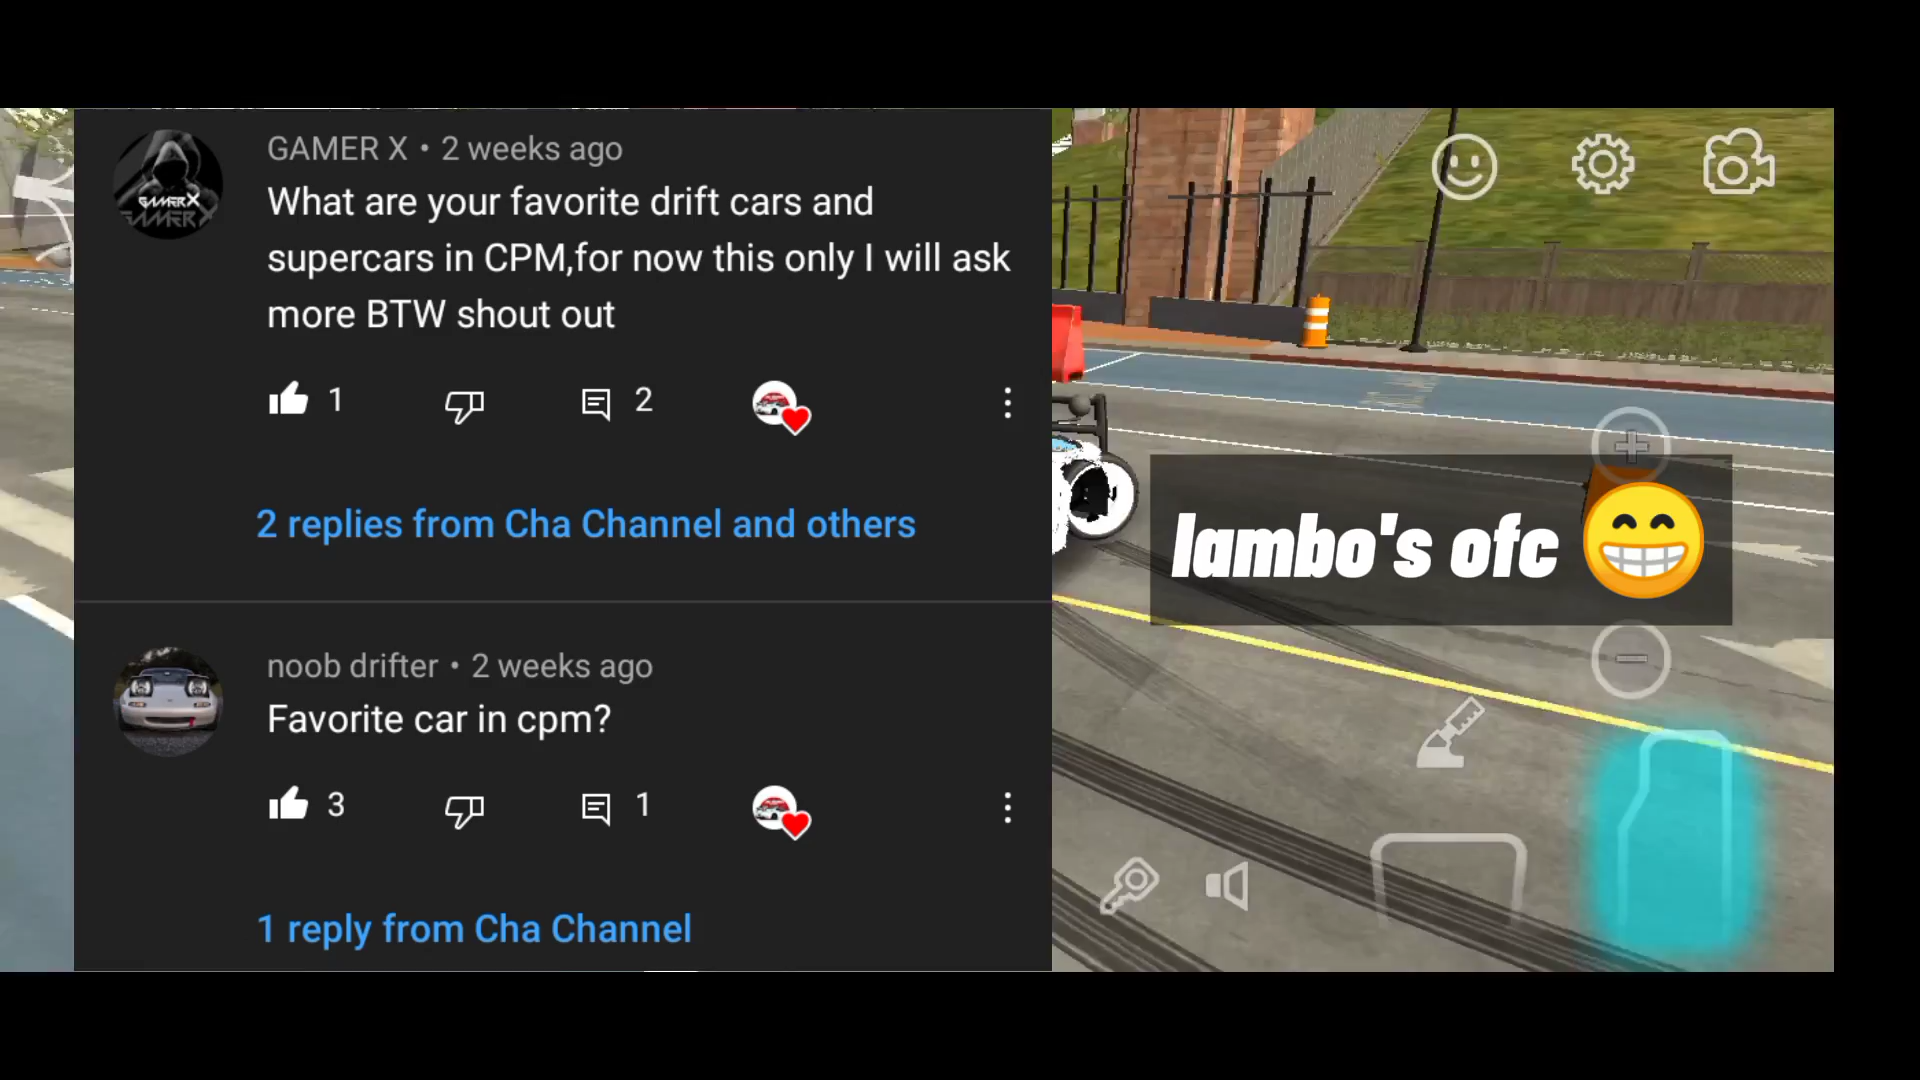 GAMER X • 2 weeks ago
What are your favorite drift cars and
supercars in CPM,for now this only I will ask
more BTW shout out
1
2
2 replies from Cha Channel and others
noob drifter • 2 weeks ago
Favorite car in cpm?
3
1
1 reply from Cha Channel
lambo's ofc 😁
GAMER X
GAMER X